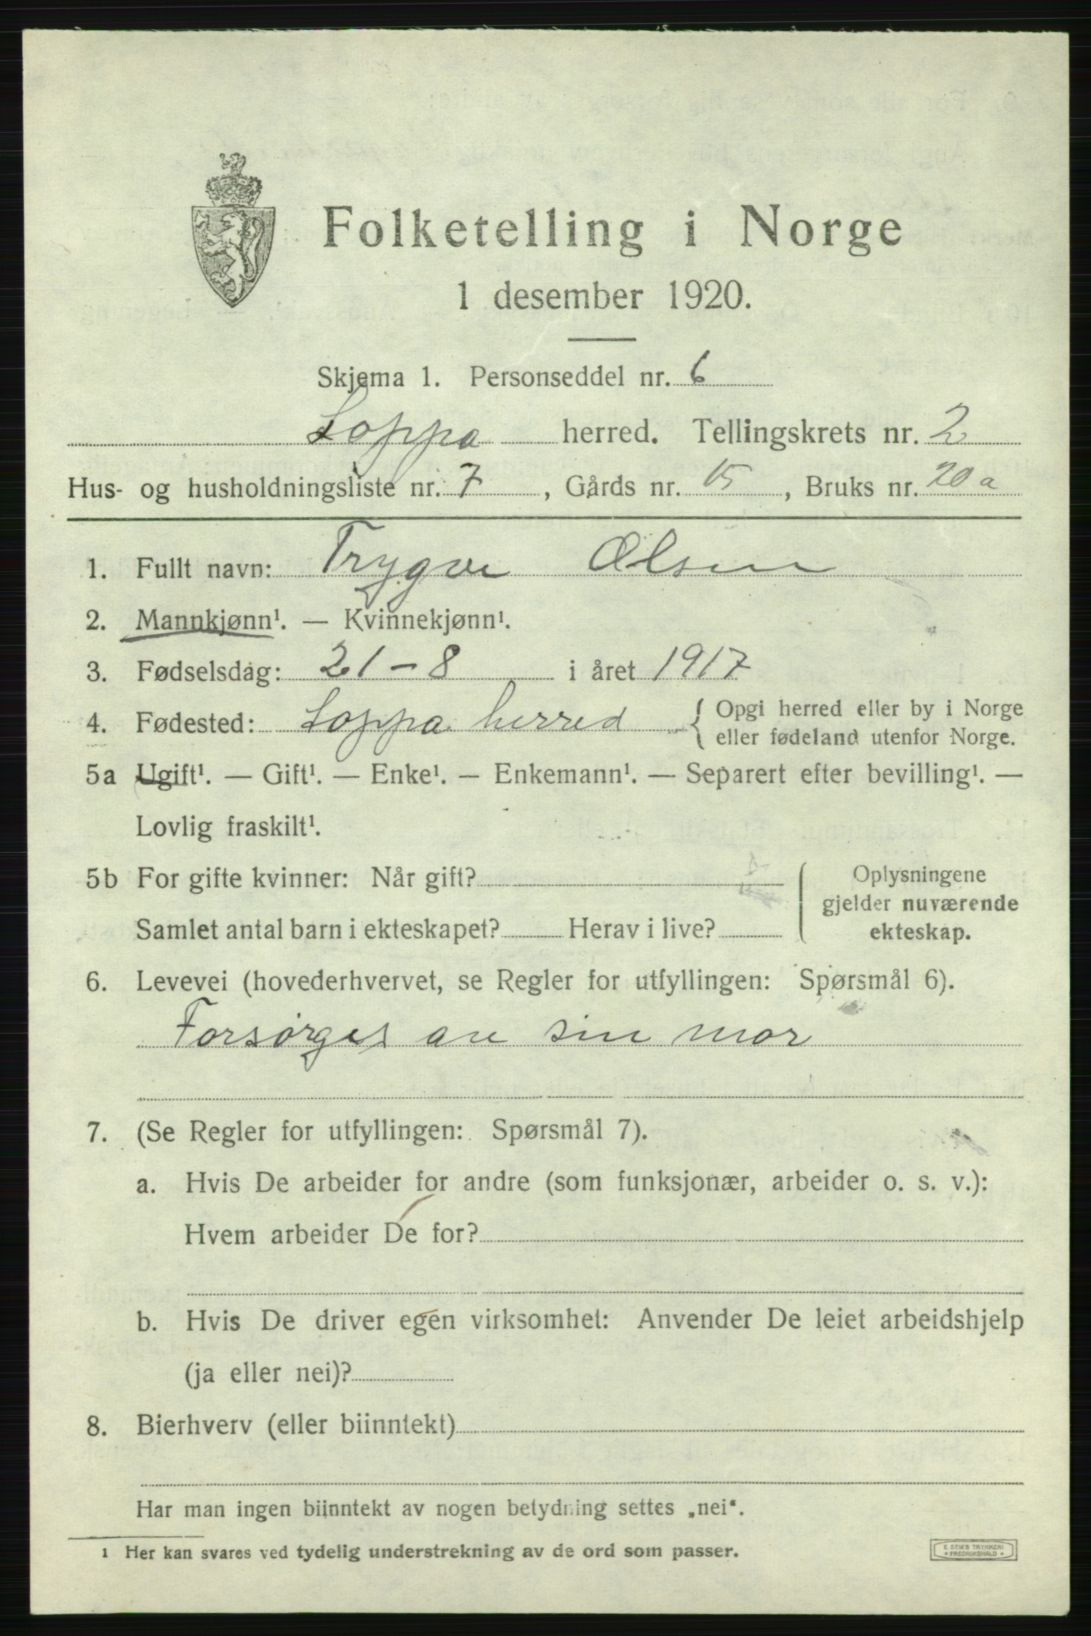 Folketelling i Norge
1 desember 1920.
Skjema 1. Personseddel nr. 6
Loppa herred. Tellingskrets nr. 2
Hus- og husholdningsliste nr. 7, Gårds nr. 15, Bruks nr. 20 a
1. Fullt navn: Trygve Olsen
2. Mannkjønn¹. — Kvinnekjønn¹.
3. Fødselsdag: 21 – 8 i året 1917
4. Fødested: Loppa herred { Opgi herred eller by i Norge
eller fødeland utenfor Norge.
5a Ugift¹. — Gift¹. — Enke¹. — Enkemann¹. — Separert efter bevilling¹. —
Lovlig fraskilt¹.
5b For gifte kvinner: Når gift?
Samlet antal barn i ekteskapet? Herav i live?
Oplysningene
gjelder nuværende
ekteskap.
6. Levevei (hovederhvervet, se Regler for utfyllingen: Spørsmål 6).
Forsørges av sin mor
7. (Se Regler for utfyllingen: Spørsmål 7).
a. Hvis De arbeider for andre (som funksjonær, arbeider o. s. v.):
Hvem arbeider De for?
b. Hvis De driver egen virksomhet: Anvender De leiet arbeidshjelp
(ja eller nei)?
8. Bierhverv (eller biinntekt)
Har man ingen biinntekt av nogen betydning settes „nei“.
1 Her kan svares ved tydelig understrekning av de ord som passer.
E STIKS TRYKKERI
• FREDRIKSHALD •